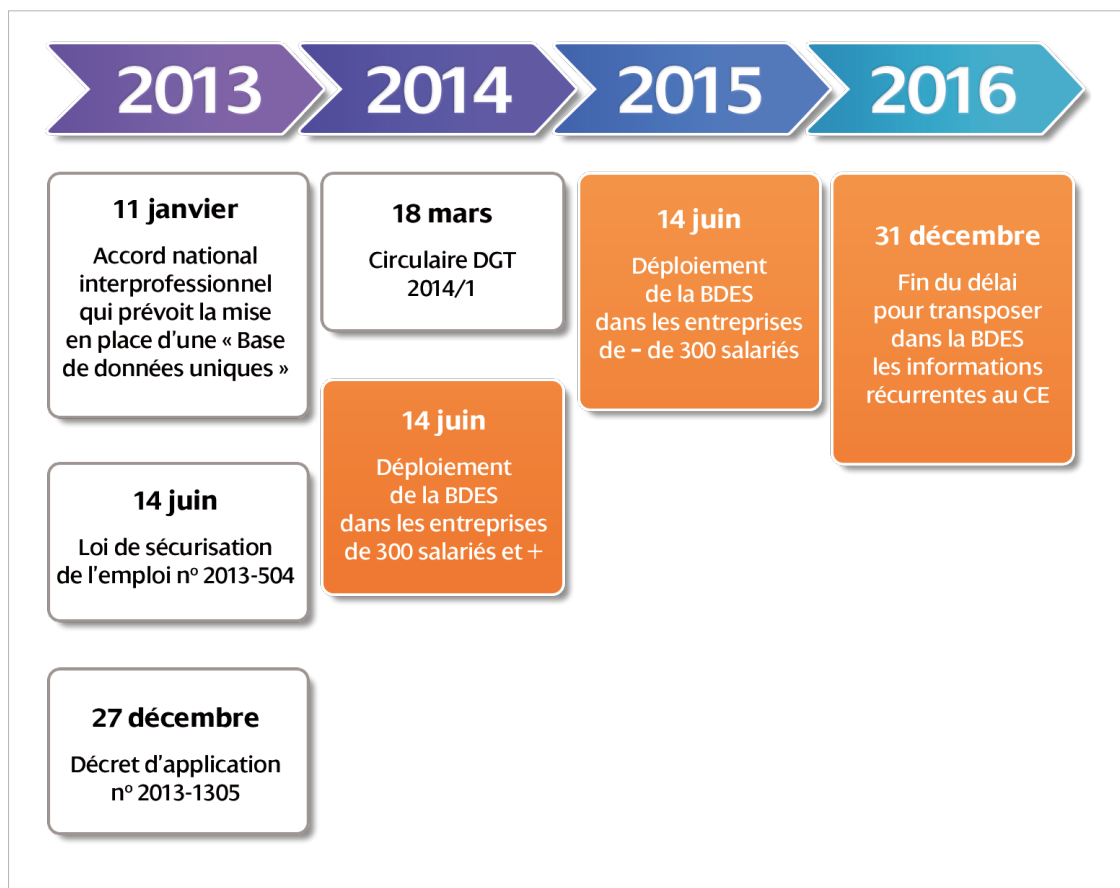 2013
2014
2015
2016
11 janvier
Accord national
interprofessionnel
qui prévoit la mise
en place d’une « Base
de données uniques »
14 juin
Loi de sécurisation
de l’emploi nº 2013-504
27 décembre
Décret d’application
nº 2013-1305
18 mars
Circulaire DGT
2014/1
14 juin
Déploiement
de la BDES
dans les entreprises
de 300 salariés et +
14 juin
Déploiement
de la BDES
dans les entreprises
de - de 300 salariés
31 décembre
Fin du délai
pour transposer
dans la BDES
les informations
récurrentes au CE